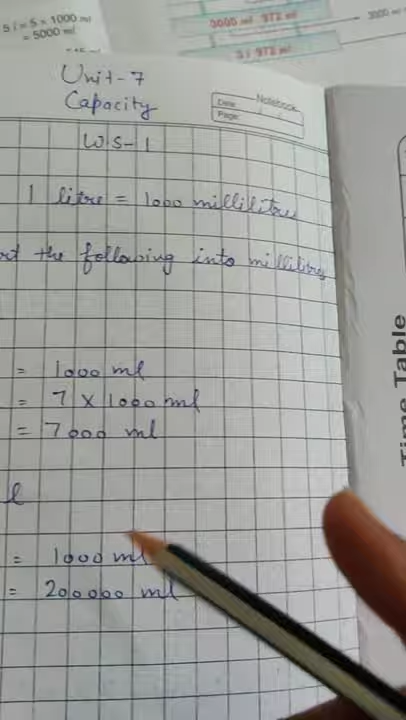 5 l = 5 × 1000 ml
= 5000 ml
3000 ml 972 ml
3000 ml
3 l 972 ml
Unit-7
Capacity
Notebook
Date
Page
W.S-1
1 litre = 1000 millilitre
the following into millilitres
= 1000 ml
= 7 × 1000 ml
= 7000 ml
l
= 1000 ml
= 200000 ml
Time Table